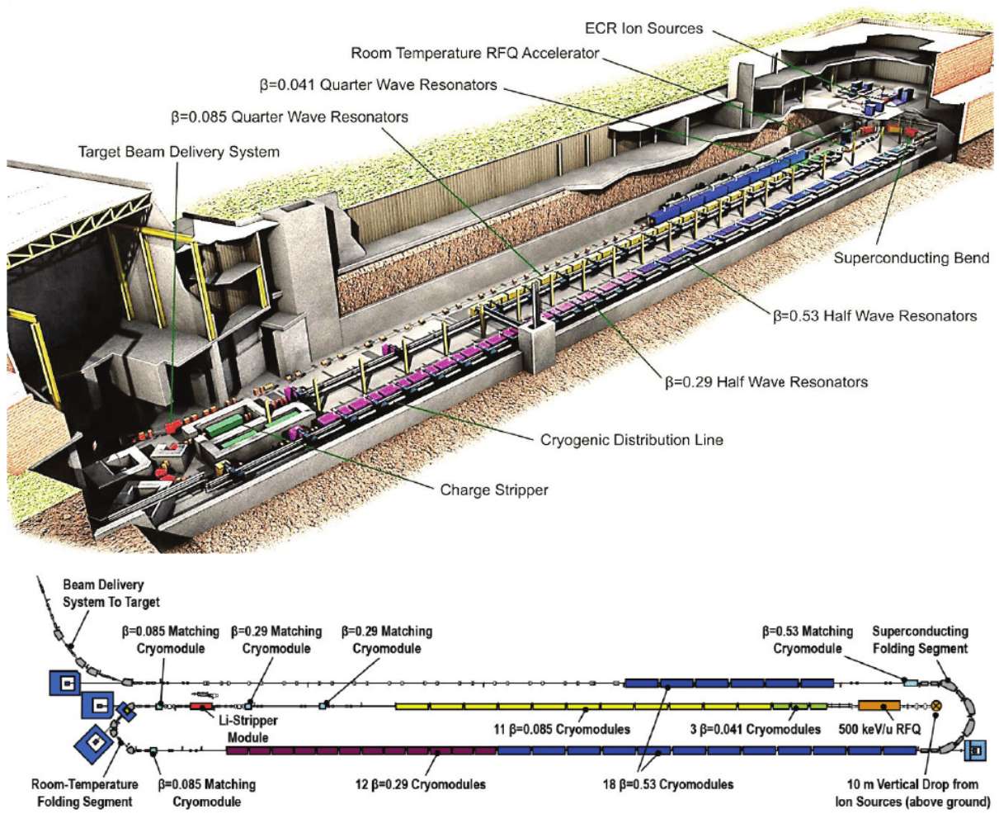 ECR Ion Sources
Room Temperature RFQ Accelerator
β=0.041 Quarter Wave Resonators
β=0.085 Quarter Wave Resonators
Target Beam Delivery System
Superconducting Bend
β=0.53 Half Wave Resonators
β=0.29 Half Wave Resonators
Cryogenic Distribution Line
Charge Stripper
Beam Delivery
System To Target
β=0.085 Matching
Cryomodule
β=0.29 Matching
Cryomodule
β=0.29 Matching
Cryomodule
β=0.53 Matching
Cryomodule
Superconducting
Folding Segment
Li-Stripper
Module
11 β=0.085 Cryomodules
3 β=0.041 Cryomodules
500 keV/u RFQ
Room-Temperature
Folding Segment
β=0.085 Matching
Cryomodule
12 β=0.29 Cryomodules
18 β=0.53 Cryomodules
10 m Vertical Drop from
Ion Sources (above ground)